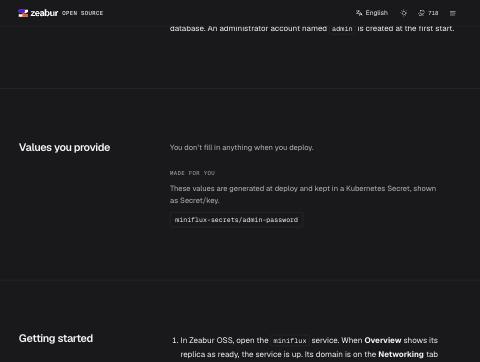 zeabur OPEN SOURCE English 718
database. An administrator account named admin is created at the first start.
Values you provide
You don't fill in anything when you deploy.
MADE FOR YOU
These values are generated at deploy and kept in a Kubernetes Secret, shown
as Secret/key.
miniflux-secrets/admin-password
Getting started
1. In Zeabur OSS, open the miniflux service. When Overview shows its
replica as ready, the service is up. Its domain is on the Networking tab